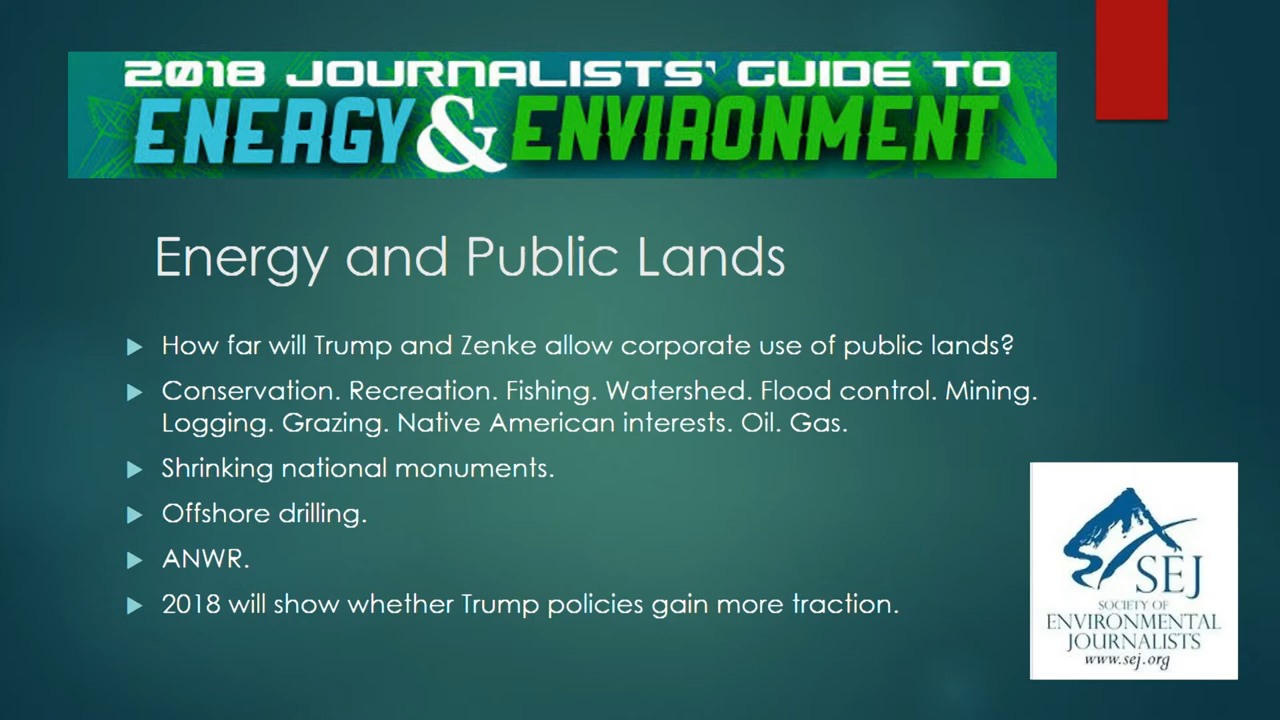 2018 JOURNALISTS' GUIDE TO
ENERGY & ENVIRONMENT
Energy and Public Lands
How far will Trump and Zenke allow corporate use of public lands?
Conservation. Recreation. Fishing. Watershed. Flood control. Mining.
Logging. Grazing. Native American interests. Oil. Gas.
Shrinking national monuments.
Offshore drilling.
ANWR.
2018 will show whether Trump policies gain more traction.
SEJ
SOCIETY OF
ENVIRONMENTAL
JOURNALISTS
www.sej.org